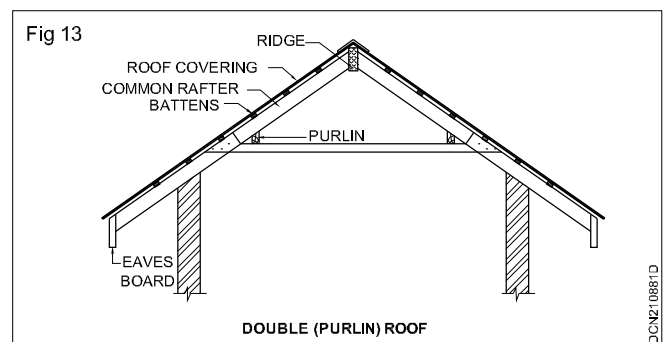 Fig 13
RIDGE
ROOF COVERING
COMMON RAFTER
BATTENS
PURLIN
EAVES
BOARD
DOUBLE (PURLIN) ROOF
DCN210881D